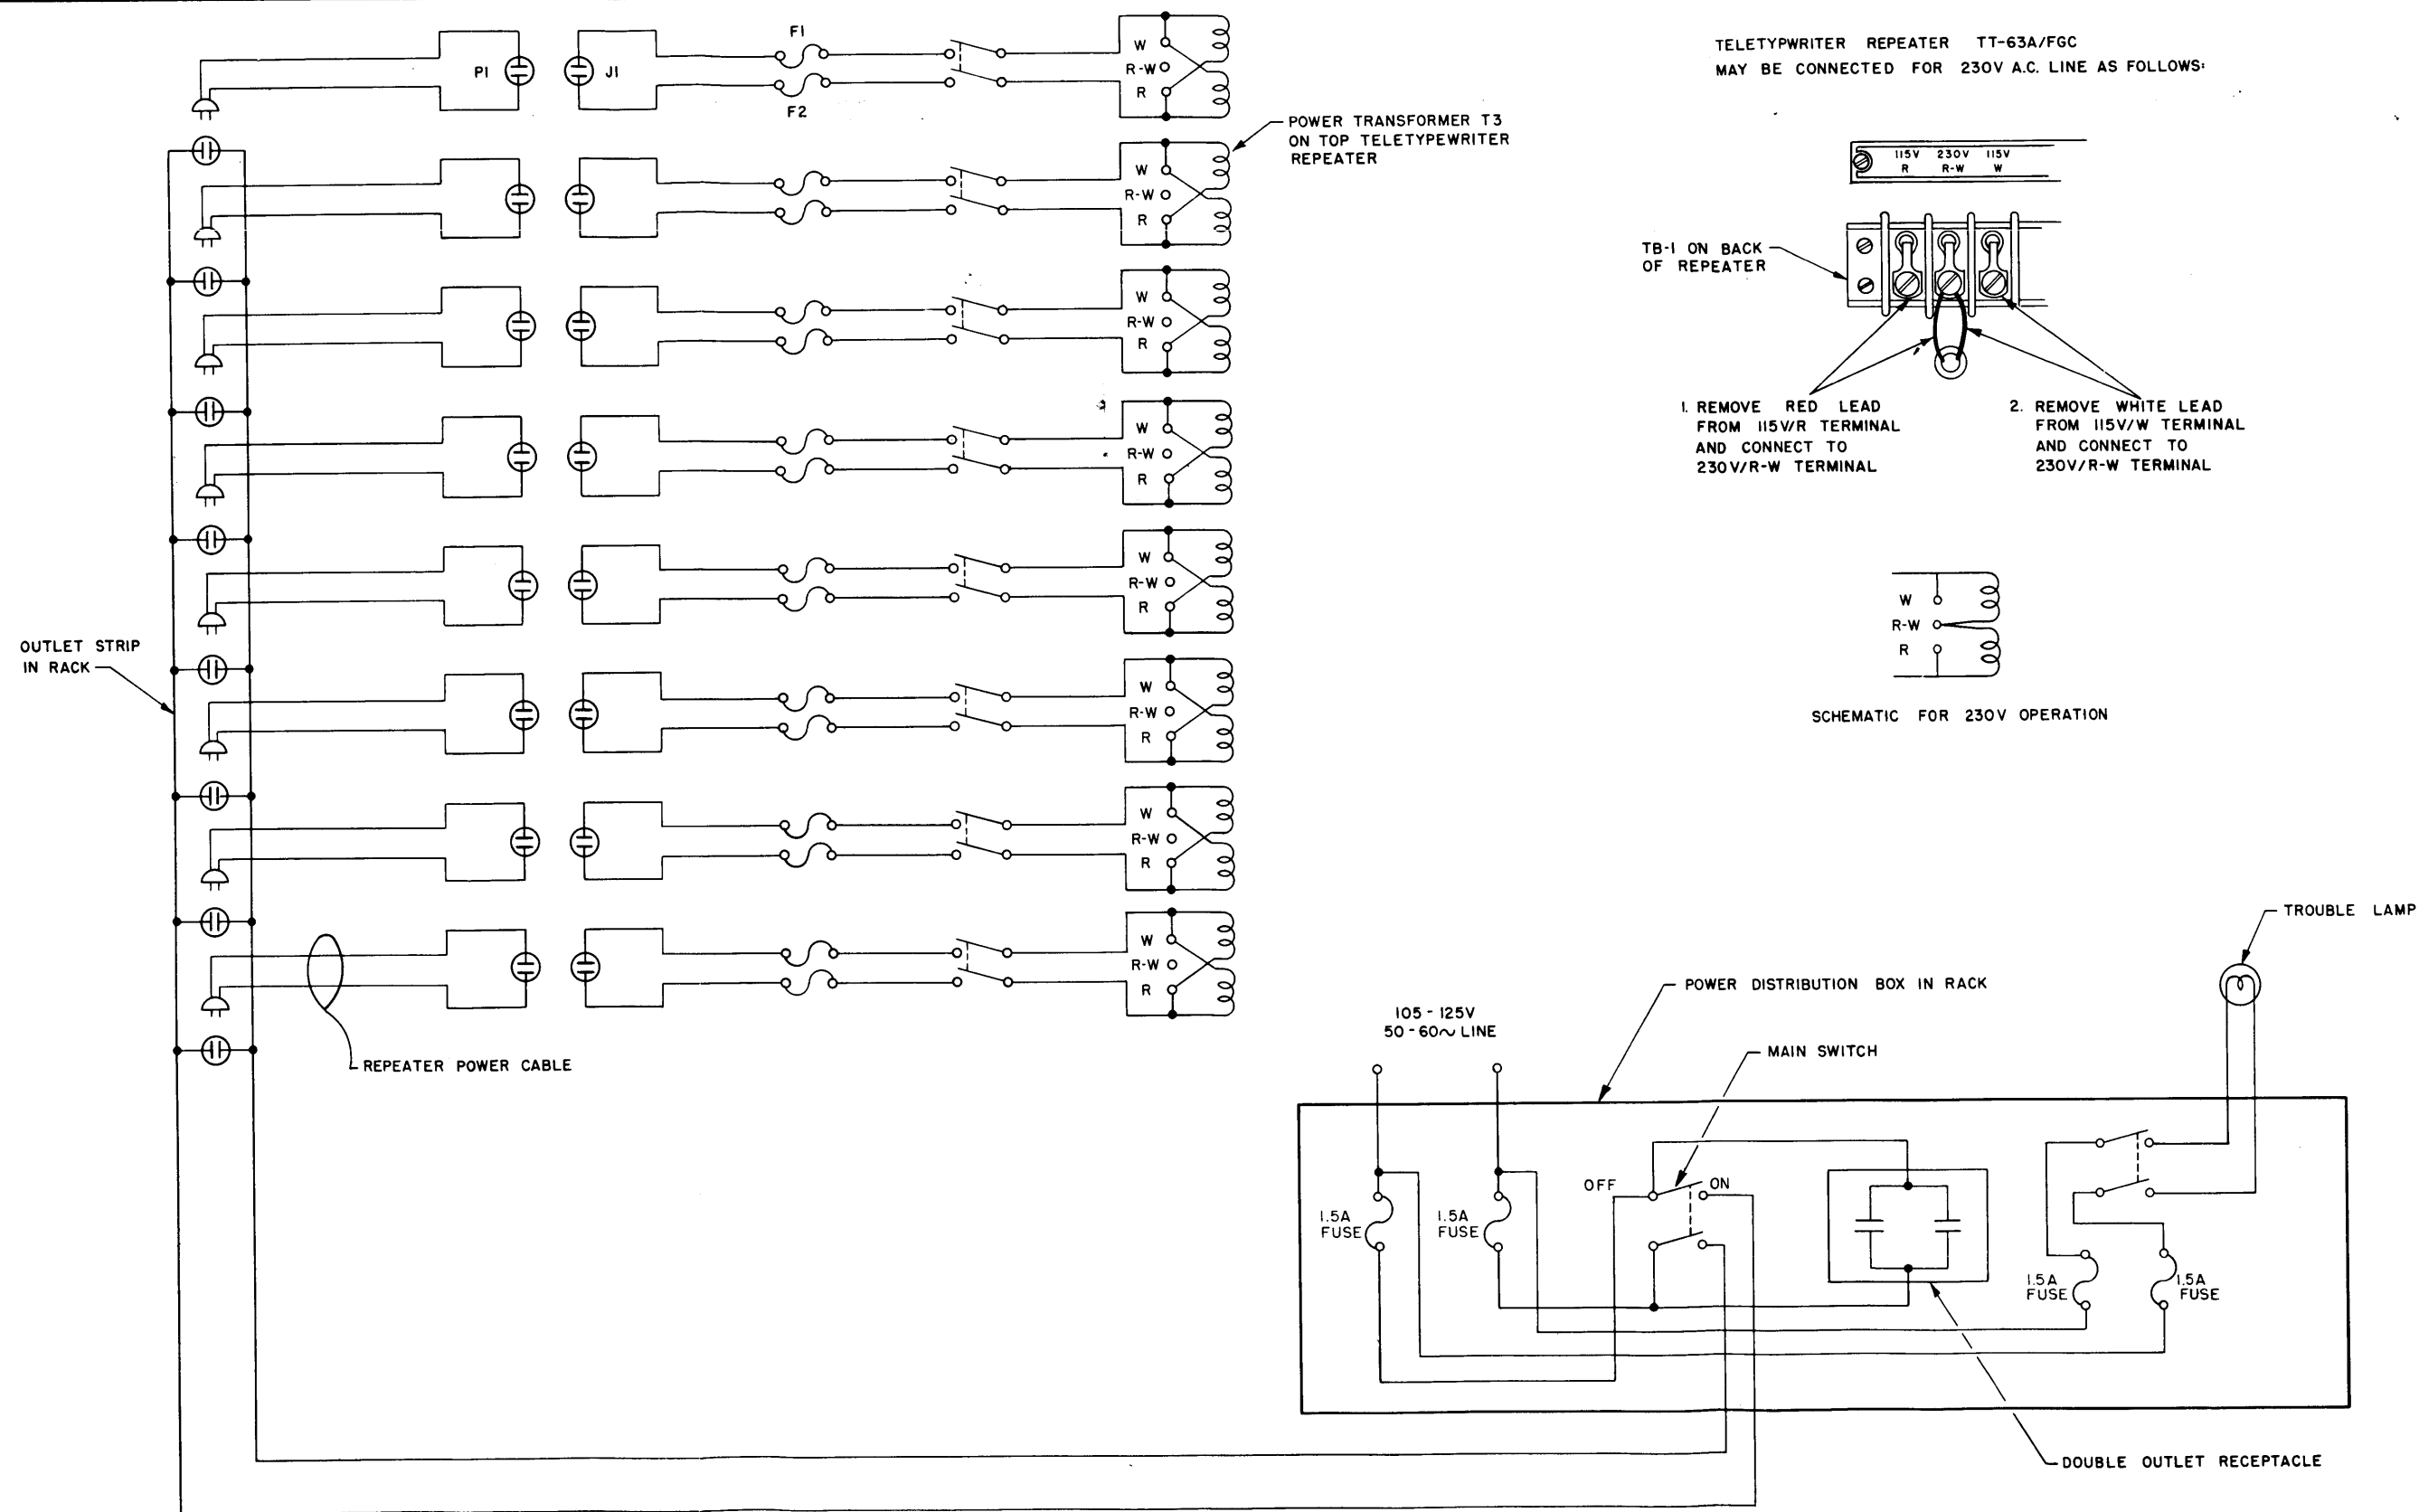 P1
J1
F1
F2
W
R-W
R
W
R-W
R
W
R-W
R
W
R-W
R
W
R-W
R
W
R-W
R
W
R-W
R
W
R-W
R
POWER TRANSFORMER T3
ON TOP TELETYPEWRITER
REPEATER
OUTLET STRIP
IN RACK
REPEATER POWER CABLE
TELETYPWRITER REPEATER TT-63A/FGC
MAY BE CONNECTED FOR 230V A.C. LINE AS FOLLOWS:
115V 230V 115V
R R-W W
TB-1 ON BACK
OF REPEATER
1. REMOVE RED LEAD
FROM 115V/R TERMINAL
AND CONNECT TO
230V/R-W TERMINAL
2. REMOVE WHITE LEAD
FROM 115V/W TERMINAL
AND CONNECT TO
230V/R-W TERMINAL
W
R-W
R
SCHEMATIC FOR 230V OPERATION
TROUBLE LAMP
POWER DISTRIBUTION BOX IN RACK
105-125V
50-60~ LINE
MAIN SWITCH
OFF
ON
1.5A
FUSE
1.5A
FUSE
1.5A
FUSE
1.5A
FUSE
DOUBLE OUTLET RECEPTACLE